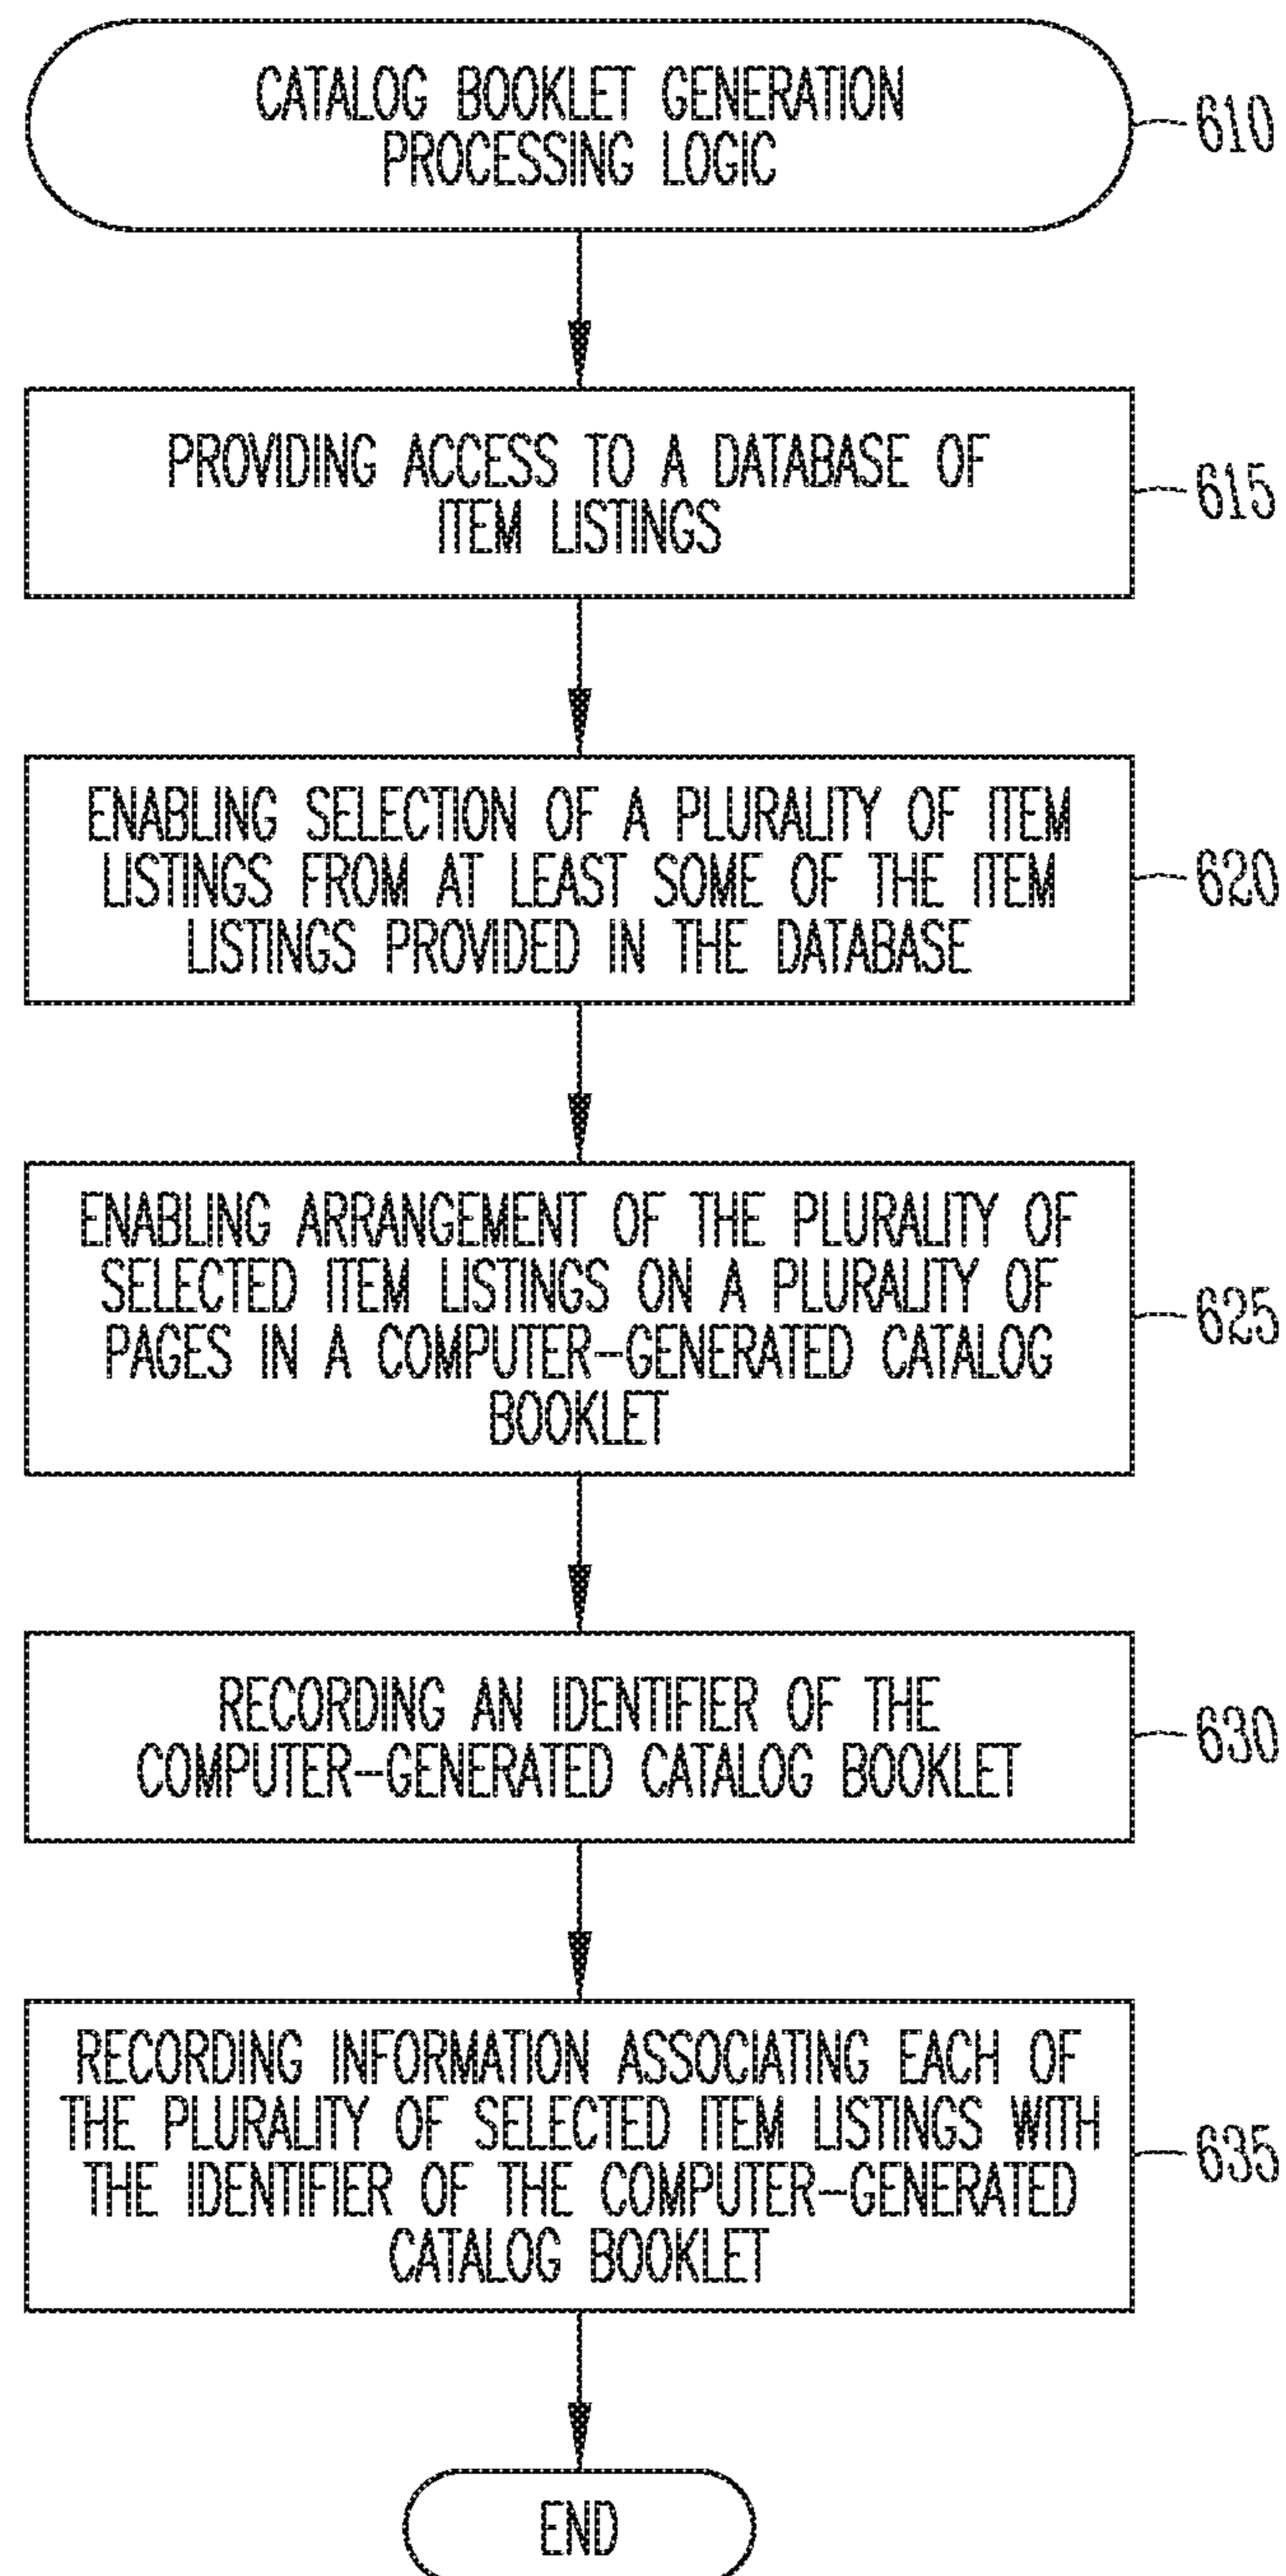 CATALOG BOOKLET GENERATION
PROCESSING LOGIC
610
PROVIDING ACCESS TO A DATABASE OF
ITEM LISTINGS
615
ENABLING SELECTION OF A PLURALITY OF ITEM
LISTINGS FROM AT LEAST SOME OF THE ITEM
LISTINGS PROVIDED IN THE DATABASE
620
ENABLING ARRANGEMENT OF THE PLURALITY OF
SELECTED ITEM LISTINGS ON A PLURALITY OF
PAGES IN A COMPUTER-GENERATED CATALOG
BOOKLET
625
RECORDING AN IDENTIFIER OF THE
COMPUTER-GENERATED CATALOG BOOKLET
630
RECORDING INFORMATION ASSOCIATING EACH OF
THE PLURALITY OF SELECTED ITEM LISTINGS WITH
THE IDENTIFIER OF THE COMPUTER-GENERATED
CATALOG BOOKLET
635
END